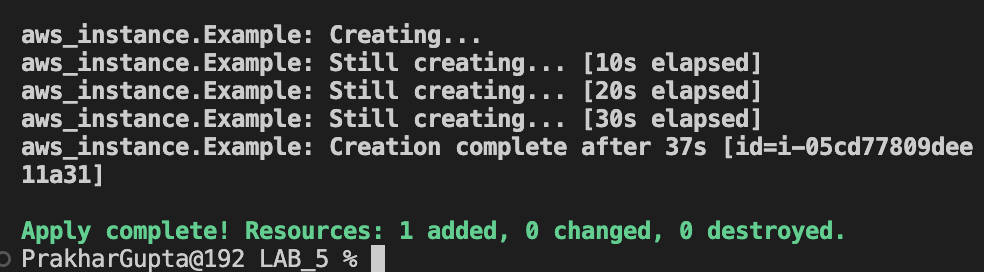 aws_instance.Example: Creating...
aws_instance.Example: Still creating... [10s elapsed]
aws_instance.Example: Still creating... [20s elapsed]
aws_instance.Example: Still creating... [30s elapsed]
aws_instance.Example: Creation complete after 37s [id=i-05cd77809dee
11a31]
Apply complete! Resources: 1 added, 0 changed, 0 destroyed.
PrakharGupta@192 LAB_5 %